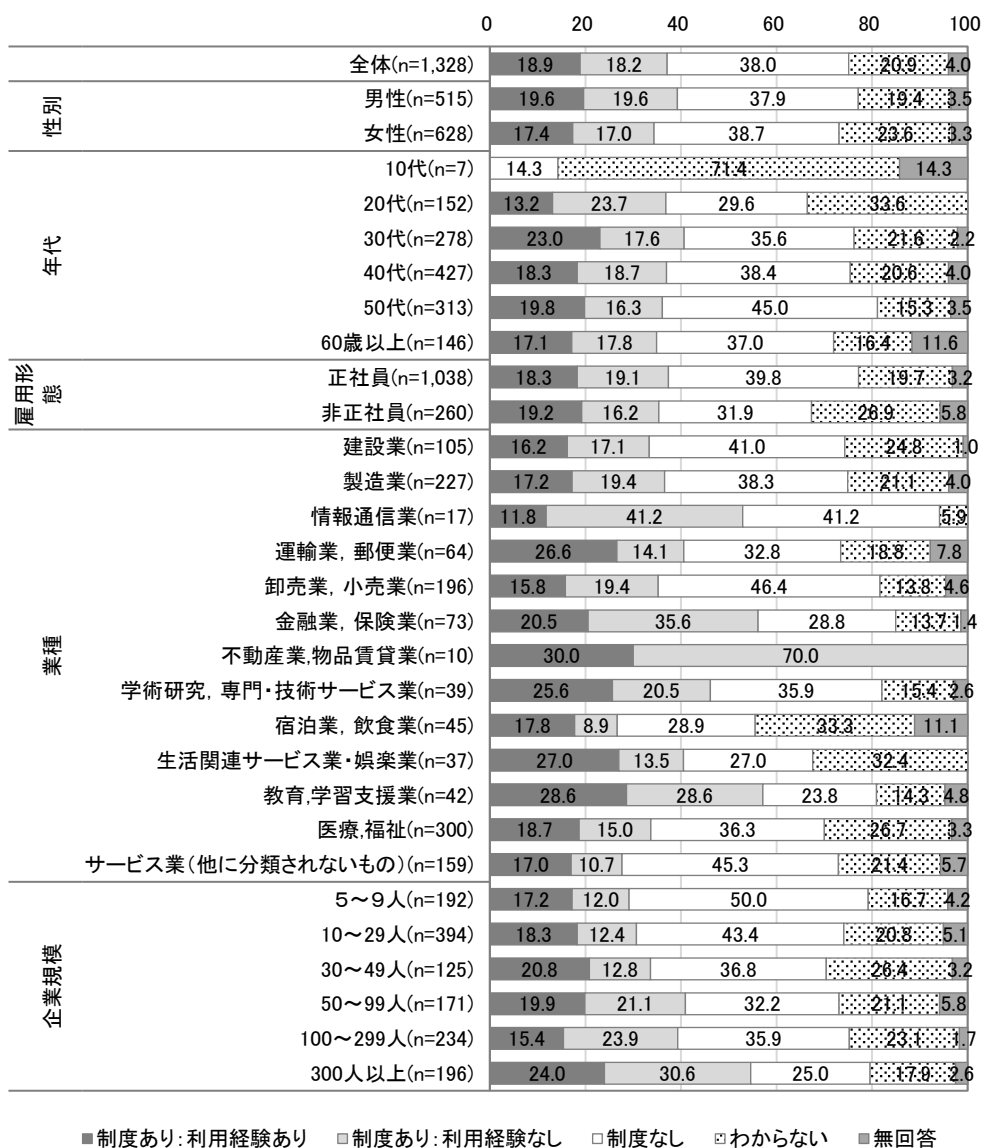 0 20 40 60 80 100
全体(n=1,328) 18.9 18.2 38.0 20.9 4.0
性別
男性(n=515) 19.6 19.6 37.9 19.4 3.5
女性(n=628) 17.4 17.0 38.7 23.6 3.3
年代
10代(n=7) 14.3 71.4 14.3
20代(n=152) 13.2 23.7 29.6 33.6
30代(n=278) 23.0 17.6 35.6 21.6 2.2
40代(n=427) 18.3 18.7 38.4 20.6 4.0
50代(n=313) 19.8 16.3 45.0 15.3 3.5
60歳以上(n=146) 17.1 17.8 37.0 16.4 11.6
雇用形態
正社員(n=1,038) 18.3 19.1 39.8 19.7 3.2
非正社員(n=260) 19.2 16.2 31.9 26.9 5.8
業種
建設業(n=105) 16.2 17.1 41.0 24.8 1.0
製造業(n=227) 17.2 19.4 38.3 21.1 4.0
情報通信業(n=17) 11.8 41.2 41.2 5.9
運輸業，郵便業(n=64) 26.6 14.1 32.8 18.8 7.8
卸売業，小売業(n=196) 15.8 19.4 46.4 13.8 4.6
金融業，保険業(n=73) 20.5 35.6 28.8 13.7 1.4
不動産業,物品賃貸業(n=10) 30.0 70.0
学術研究，専門・技術サービス業(n=39) 25.6 20.5 35.9 15.4 2.6
宿泊業，飲食業(n=45) 17.8 8.9 28.9 33.3 11.1
生活関連サービス業・娯楽業(n=37) 27.0 13.5 27.0 32.4
教育,学習支援業(n=42) 28.6 28.6 23.8 14.3 4.8
医療,福祉(n=300) 18.7 15.0 36.3 26.7 3.3
サービス業（他に分類されないもの）(n=159) 17.0 10.7 45.3 21.4 5.7
企業規模
５～９人(n=192) 17.2 12.0 50.0 16.7 4.2
10～29人(n=394) 18.3 12.4 43.4 20.8 5.1
30～49人(n=125) 20.8 12.8 36.8 26.4 3.2
50～99人(n=171) 19.9 21.1 32.2 21.1 5.8
100～299人(n=234) 15.4 23.9 35.9 23.1 1.7
300人以上(n=196) 24.0 30.6 25.0 17.9 2.6
制度あり：利用経験あり 制度あり：利用経験なし 制度なし わからない 無回答